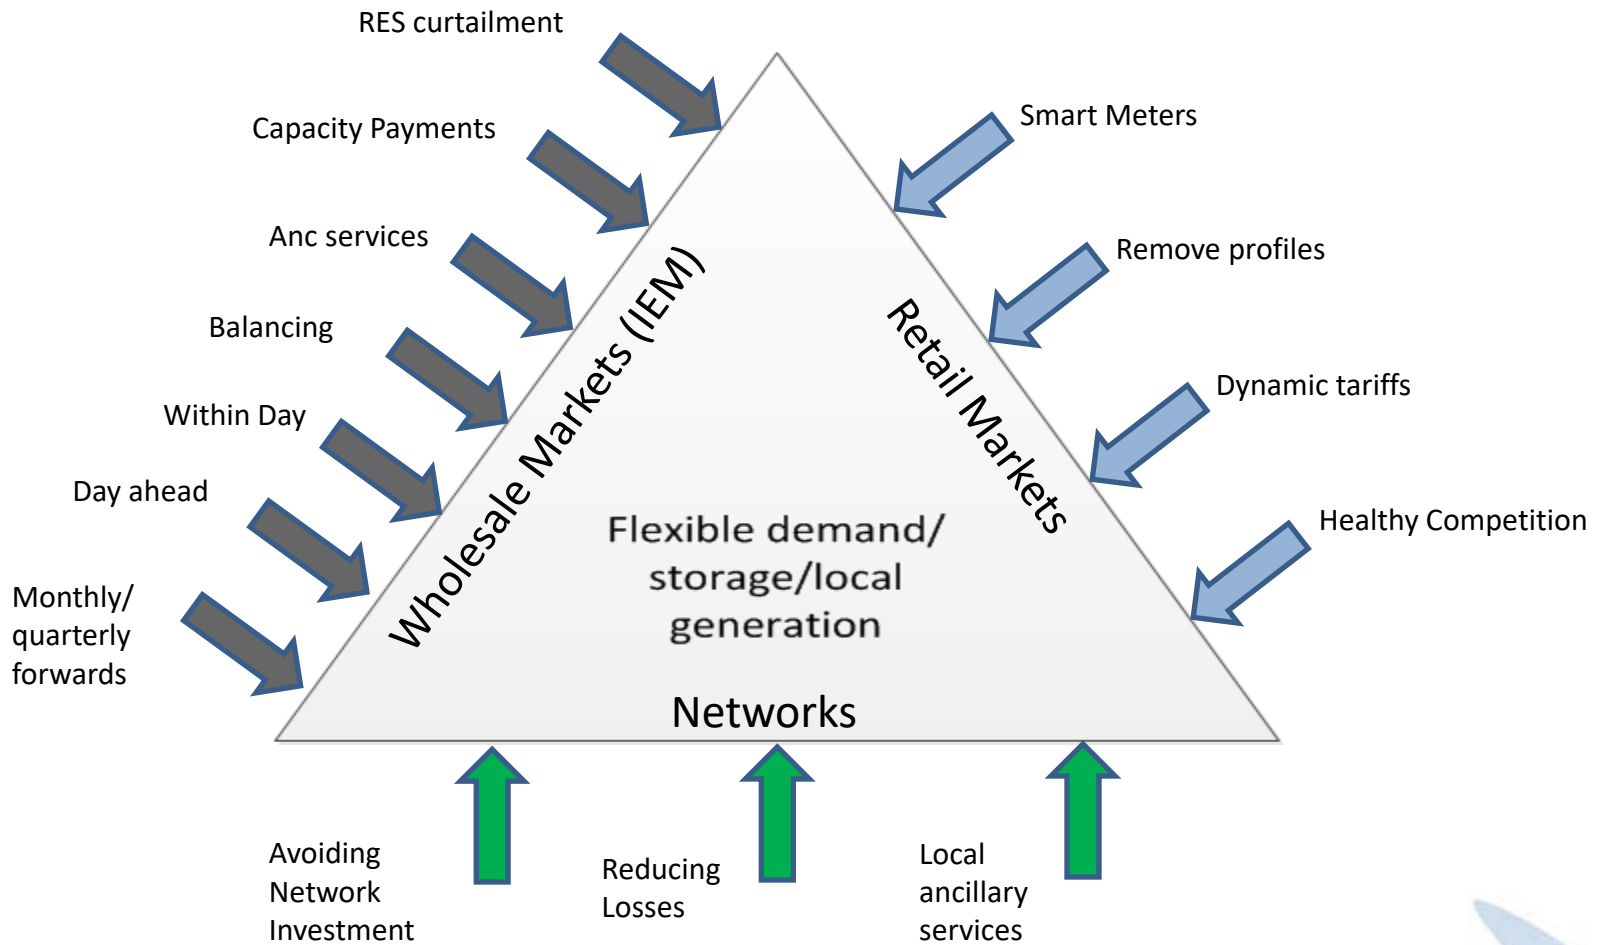 RES curtailment
Capacity Payments
Anc services
Balancing
Within Day
Day ahead
Monthly/
quarterly
forwards
Wholesale Markets (IEM)
Smart Meters
Remove profiles
Dynamic tariffs
Healthy Competition
Retail Markets
Flexible demand/
storage/local
generation
Networks
Avoiding
Network
Investment
Reducing
Losses
Local
ancillary
services